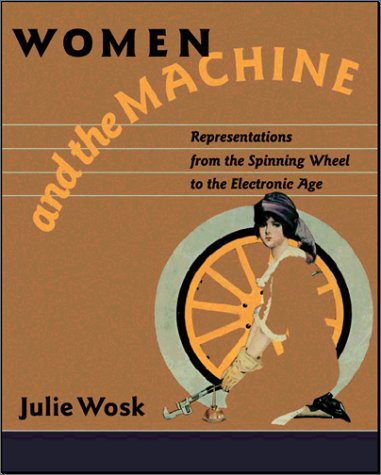 WOMEN
and the MACHINE
Representations
from the Spinning Wheel
to the Electronic Age
Julie Wosk